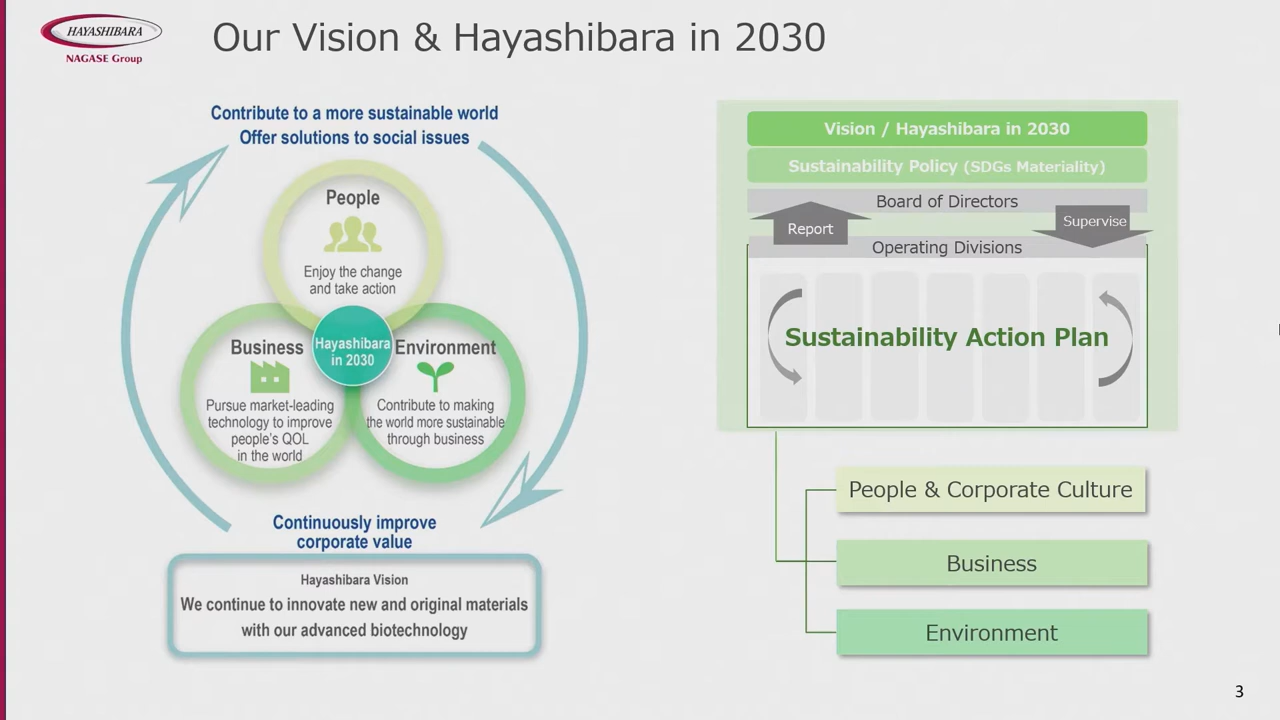 HAYASHIBARA
NAGASE Group
Our Vision & Hayashibara in 2030
Contribute to a more sustainable world
Offer solutions to social issues
People
Enjoy the change
and take action
Hayashibara
in 2030
Business
Pursue market-leading
technology to improve
people's QOL
in the world
Environment
Contribute to making
the world more sustainable
through business
Continuously improve
corporate value
Hayashibara Vision
We continue to innovate new and original materials
with our advanced biotechnology
Vision / Hayashibara in 2030
Sustainability Policy (SDGs Materiality)
Board of Directors
Report
Supervise
Operating Divisions
Sustainability Action Plan
People & Corporate Culture
Business
Environment
3